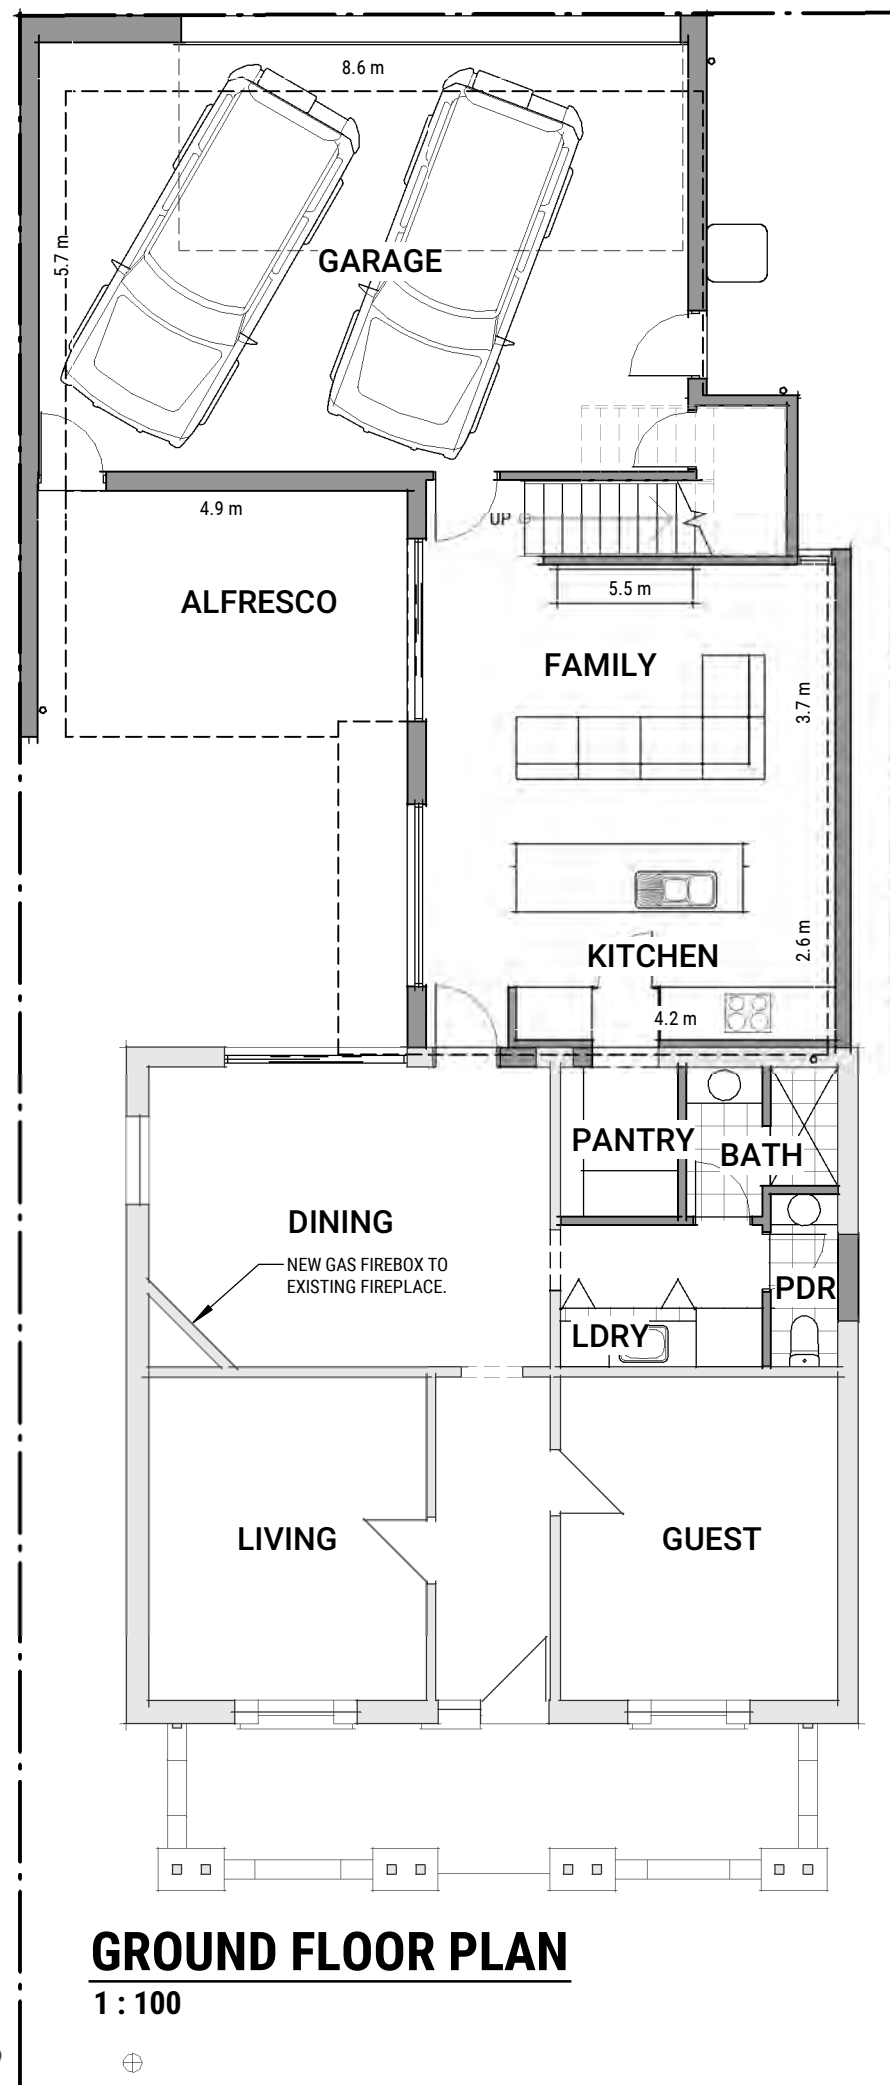 8.6 m
5.7 m
GARAGE
4.9 m
UP
ALFRESCO
5.5 m
FAMILY
3.7 m
2.6 m
KITCHEN
4.2 m
PANTRY
BATH
DINING
NEW GAS FIREBOX TO
EXISTING FIREPLACE.
PDR
LDRY
LIVING
GUEST
GROUND FLOOR PLAN
1 : 100